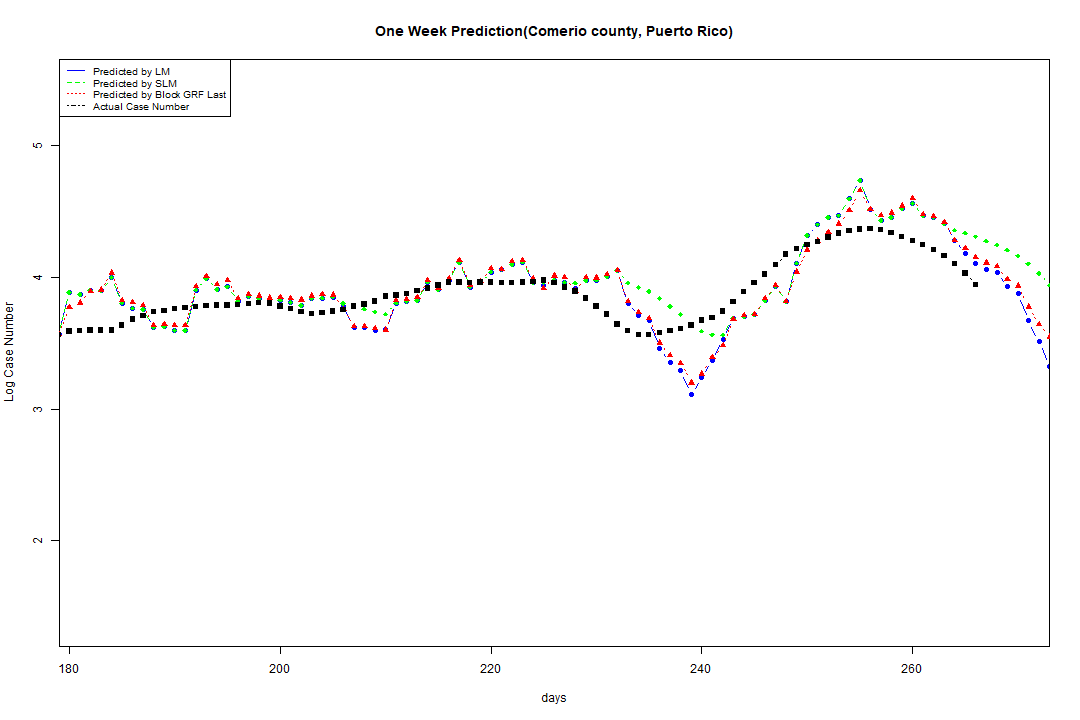 One Week Prediction(Comerio county, Puerto Rico)
Predicted by LM
Predicted by SLM
Predicted by Block GRF Last
Actual Case Number
5
4
3
2
Log Case Number
180 200 220 240 260
days